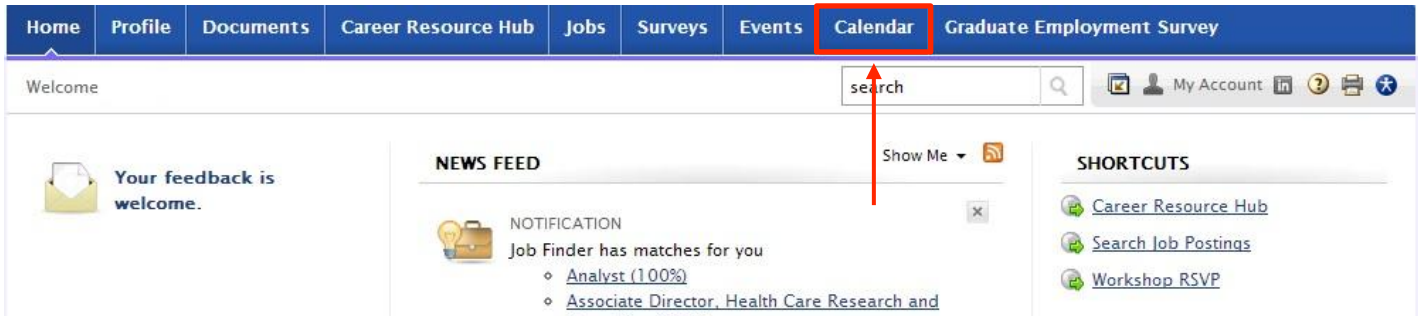 Home Profile Documents Career Resource Hub Jobs Surveys Events Calendar Graduate Employment Survey
Welcome
search
My Account
Your feedback is
welcome.
NEWS FEED
Show Me
NOTIFICATION
Job Finder has matches for you
Analyst (100%)
Associate Director, Health Care Research and
SHORTCUTS
Career Resource Hub
Search Job Postings
Workshop RSVP